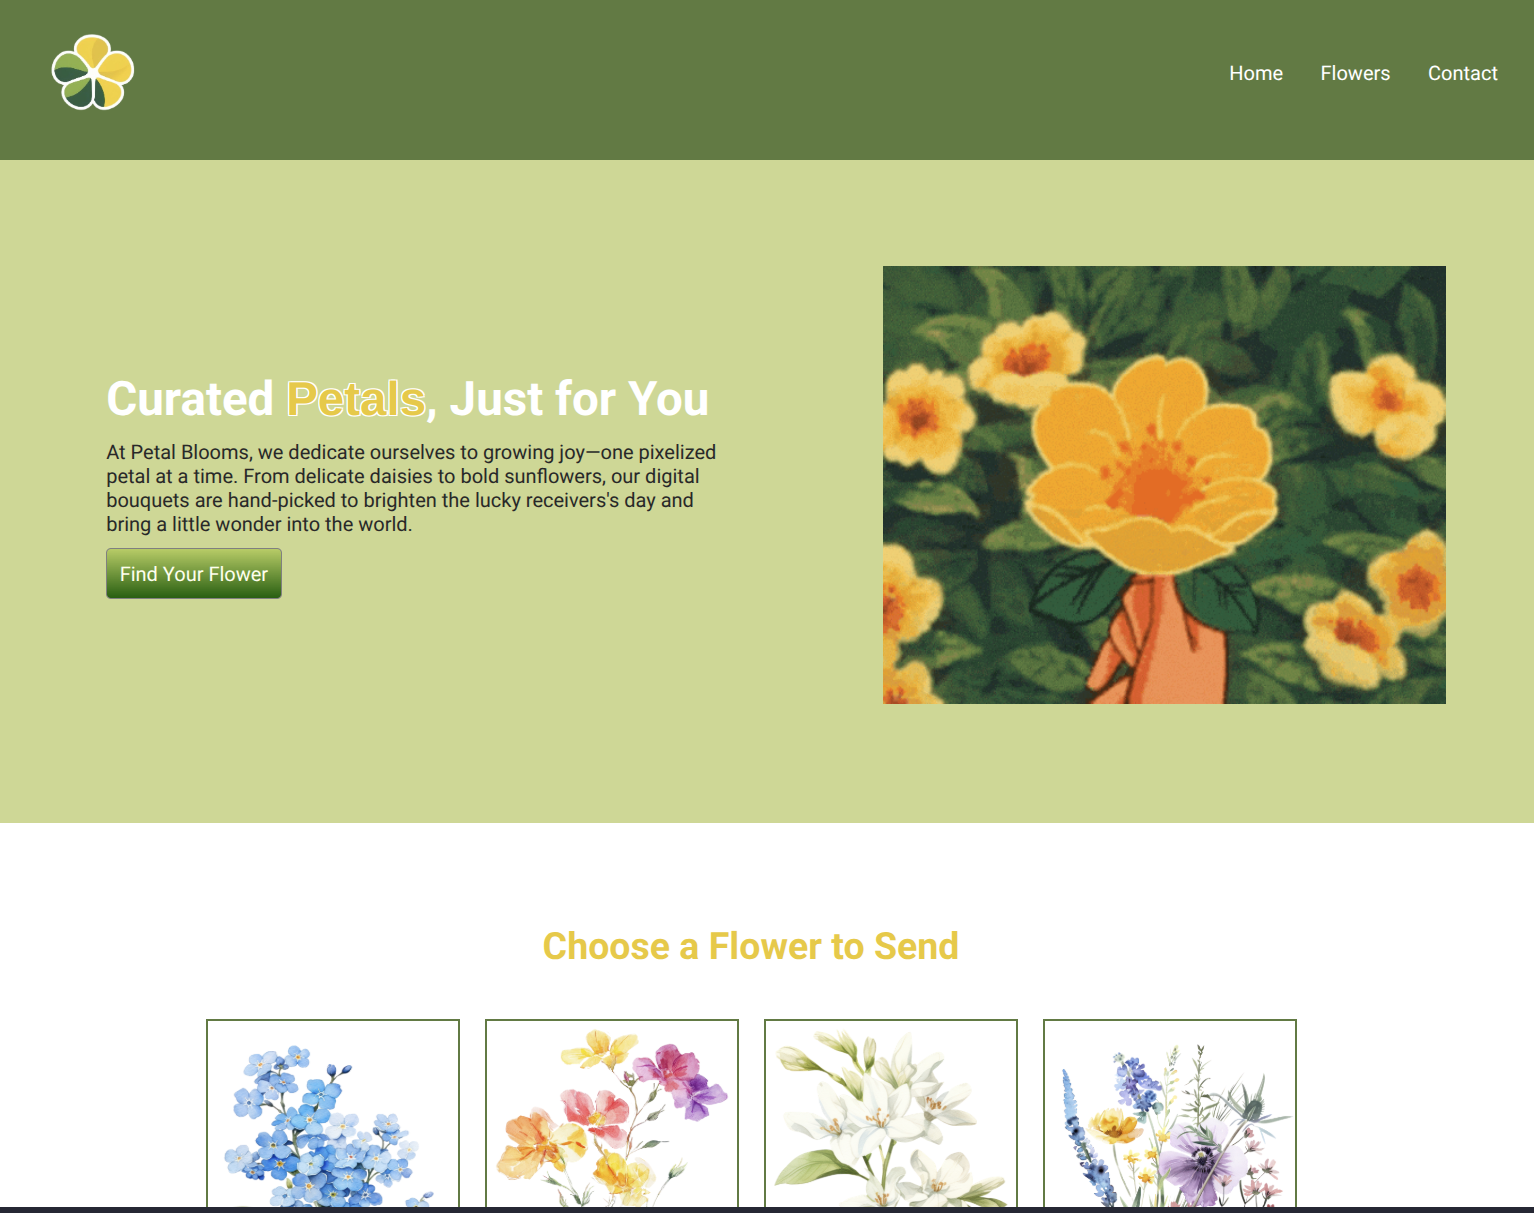 Home Flowers Contact
Curated Petals, Just for You
At Petal Blooms, we dedicate ourselves to growing joy—one pixelized
petal at a time. From delicate daisies to bold sunflowers, our digital
bouquets are hand-picked to brighten the lucky receivers's day and
bring a little wonder into the world.
Find Your Flower
Choose a Flower to Send